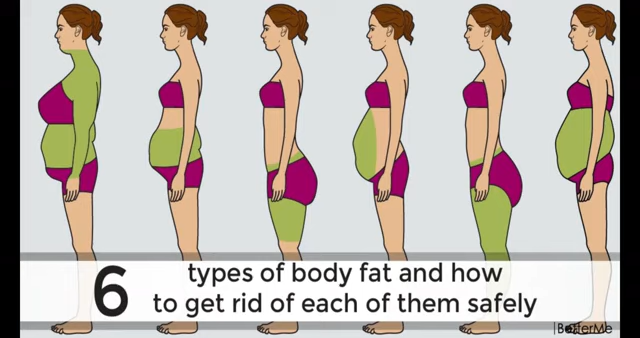 6
types of body fat and how
to get rid of each of them safely
BetterMe